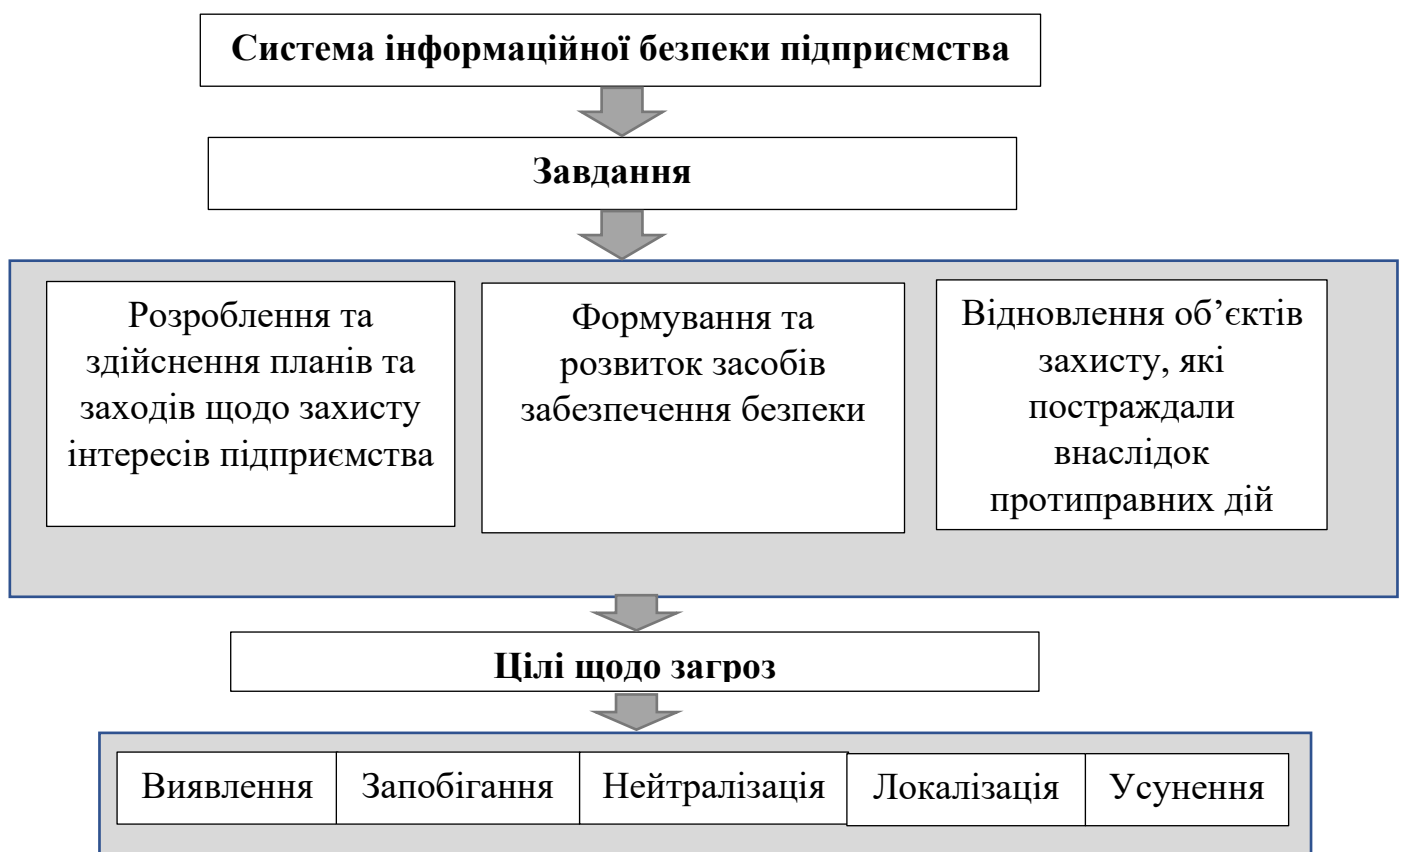 Система інформаційної безпеки підприємства
Завдання
Розроблення та
здійснення планів та
заходів щодо захисту
інтересів підприємства
Формування та
розвиток засобів
забезпечення безпеки
Відновлення об’єктів
захисту, які
постраждали
внаслідок
протиправних дій
Цілі щодо загроз
Виявлення
Запобігання
Нейтралізація
Локалізація
Усунення